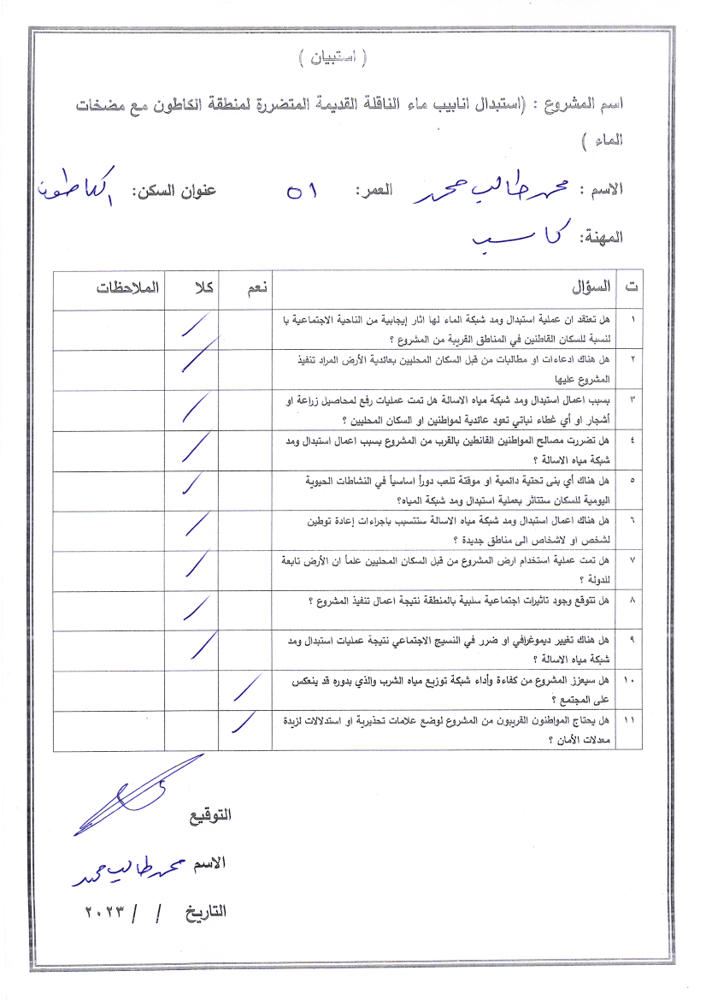 ( استبيان )
اسم المشروع : (استبدال انابيب ماء الناقلة القديمة المتضررة لمنطقة الكاطون مع مضخات
الماء )
الاسم : محمد طالب محمد العمر: ٥١ عنوان السكن: الكاطون
المهنة: كاسب
ت السؤال نعم كلا الملاحظات
١ هل تعتقد ان عملية استبدال ومد شبكة الماء لها اثار إيجابية من الناحية الاجتماعية با
لنسبة للسكان القاطنين في المناطق القريبة من المشروع ؟
٢ هل هناك ادعاءات او مطالبات من قبل السكان المحليين بعائدية الأرض المراد تنفيذ
المشروع عليها
٣ بسبب اعمال استبدال ومد شبكة مياه الاسالة هل تمت عمليات رفع لمحاصيل زراعة او
أشجار او أي غطاء نباتي تعود عائدية لمواطنين او السكان المحليين ؟
٤ هل تضررت مصالح المواطنين القانطين بالقرب من المشروع بسبب اعمال استبدال ومد
شبكة مياه الاسالة ؟
٥ هل هناك أي بنى تحتية دائمية او موقتة تلعب دوراً اساسياً في النشاطات الحيوية
اليومية للسكان ستتاثر بعملية استبدال ومد شبكة المياه؟
٦ هل هناك اعمال استبدال ومد شبكة مياه الاسالة ستتسبب باجراءات إعادة توطين
لشخص او لاشخاص الى مناطق جديدة ؟
٧ هل تمت عملية استخدام ارض المشروع من قبل السكان المحليين علماً ان الأرض تابعة
للدولة ؟
٨ هل تتوقع وجود تاثيرات اجتماعية سلبية بالمنطقة نتيجة اعمال تنفيذ المشروع ؟
٩ هل هناك تغيير ديموغرافي او ضرر في النسيج الاجتماعي نتيجة عمليات استبدال ومد
شبكة مياه الاسالة ؟
١٠ هل سيعزز المشروع من كفاءة وأداء شبكة توزيع مياه الشرب والذي بدوره قد ينعكس
على المجتمع ؟
١١ هل يحتاج المواطنون القريبون من المشروع لوضع علامات تحذيرية او استدلالات لزيدة
معدلات الأمان ؟
التوقيع
الاسم محمد طالب محمد
التاريخ / / ٢٠٢٣